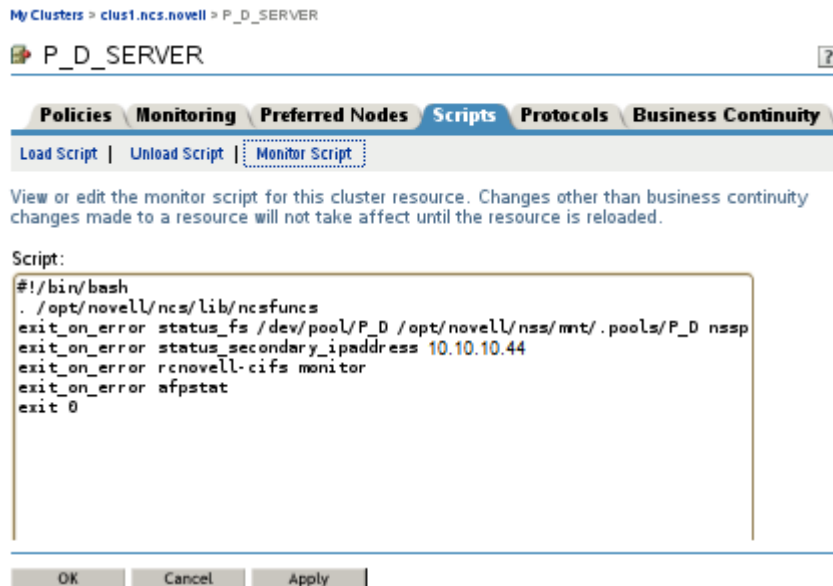 My Clusters > clus1.ncs.novell > P_D_SERVER
P_D_SERVER ?
Policies Monitoring Preferred Nodes Scripts Protocols Business Continuity
Load Script | Unload Script | Monitor Script
View or edit the monitor script for this cluster resource. Changes other than business continuity
changes made to a resource will not take affect until the resource is reloaded.
Script:
#!/bin/bash
. /opt/novell/ncs/lib/ncsfuncs
exit_on_error status_fs /dev/pool/P_D /opt/novell/nss/mnt/.pools/P_D nssp
exit_on_error status_secondary_ipaddress 10.10.10.44
exit_on_error rcnovell-cifs monitor
exit_on_error afpstat
exit 0
OK Cancel Apply